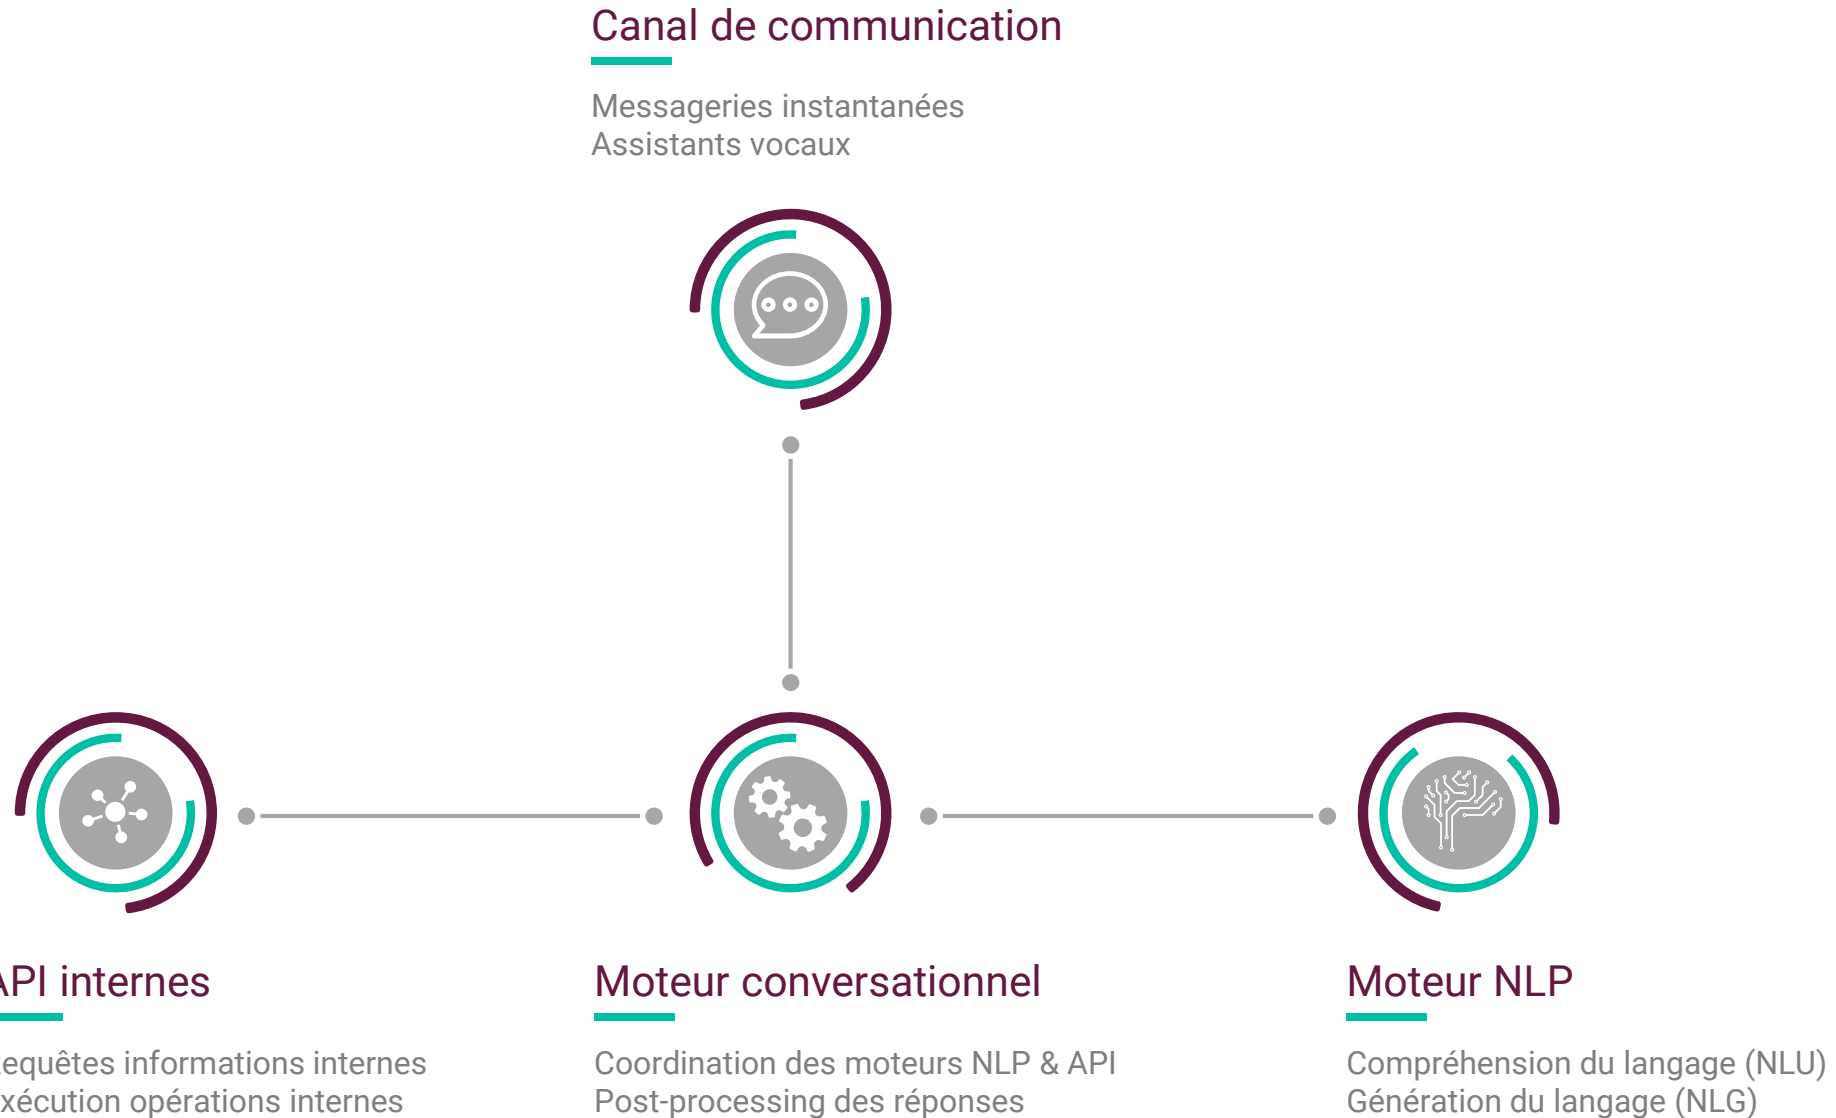 Canal de communication
Messageries instantanées
Assistants vocaux
API internes
equêtes informations internes
xécution opérations internes
Moteur conversationnel
Coordination des moteurs NLP & API
Post-processing des réponses
Moteur NLP
Compréhension du langage (NLU)
Génération du langage (NLG)